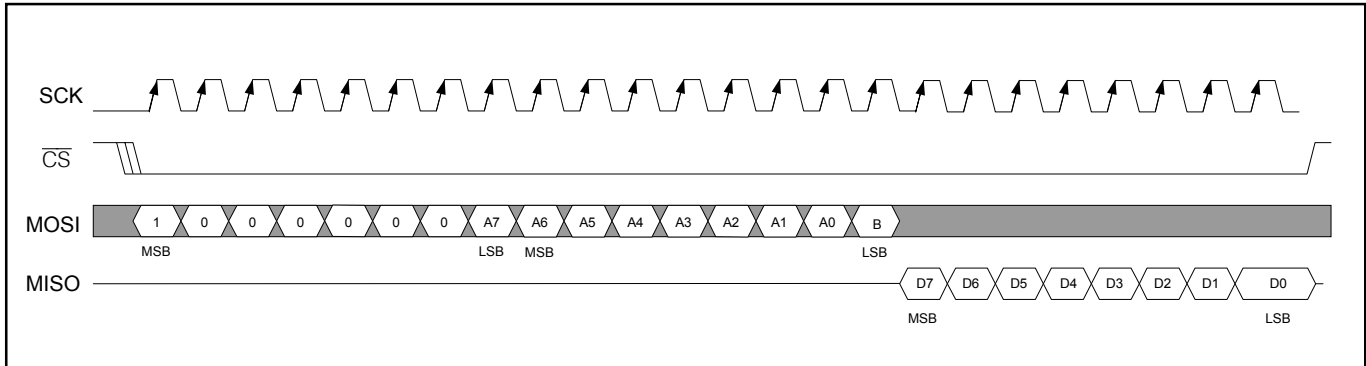 SCK
CS
MOSI 1 0 0 0 0 0 0 A7 A6 A5 A4 A3 A2 A1 A0 B
MSB LSB MSB LSB
MISO D7 D6 D5 D4 D3 D2 D1 D0
MSB LSB